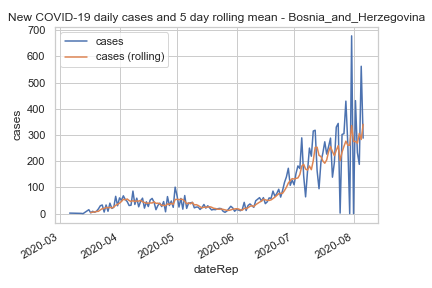 New COVID-19 daily cases and 5 day rolling mean - Bosnia_and_Herzegovina
700
600
500
400
300
200
100
0
cases
cases
cases (rolling)
2020-03
2020-04
2020-05
2020-06
2020-07
2020-08
dateRep